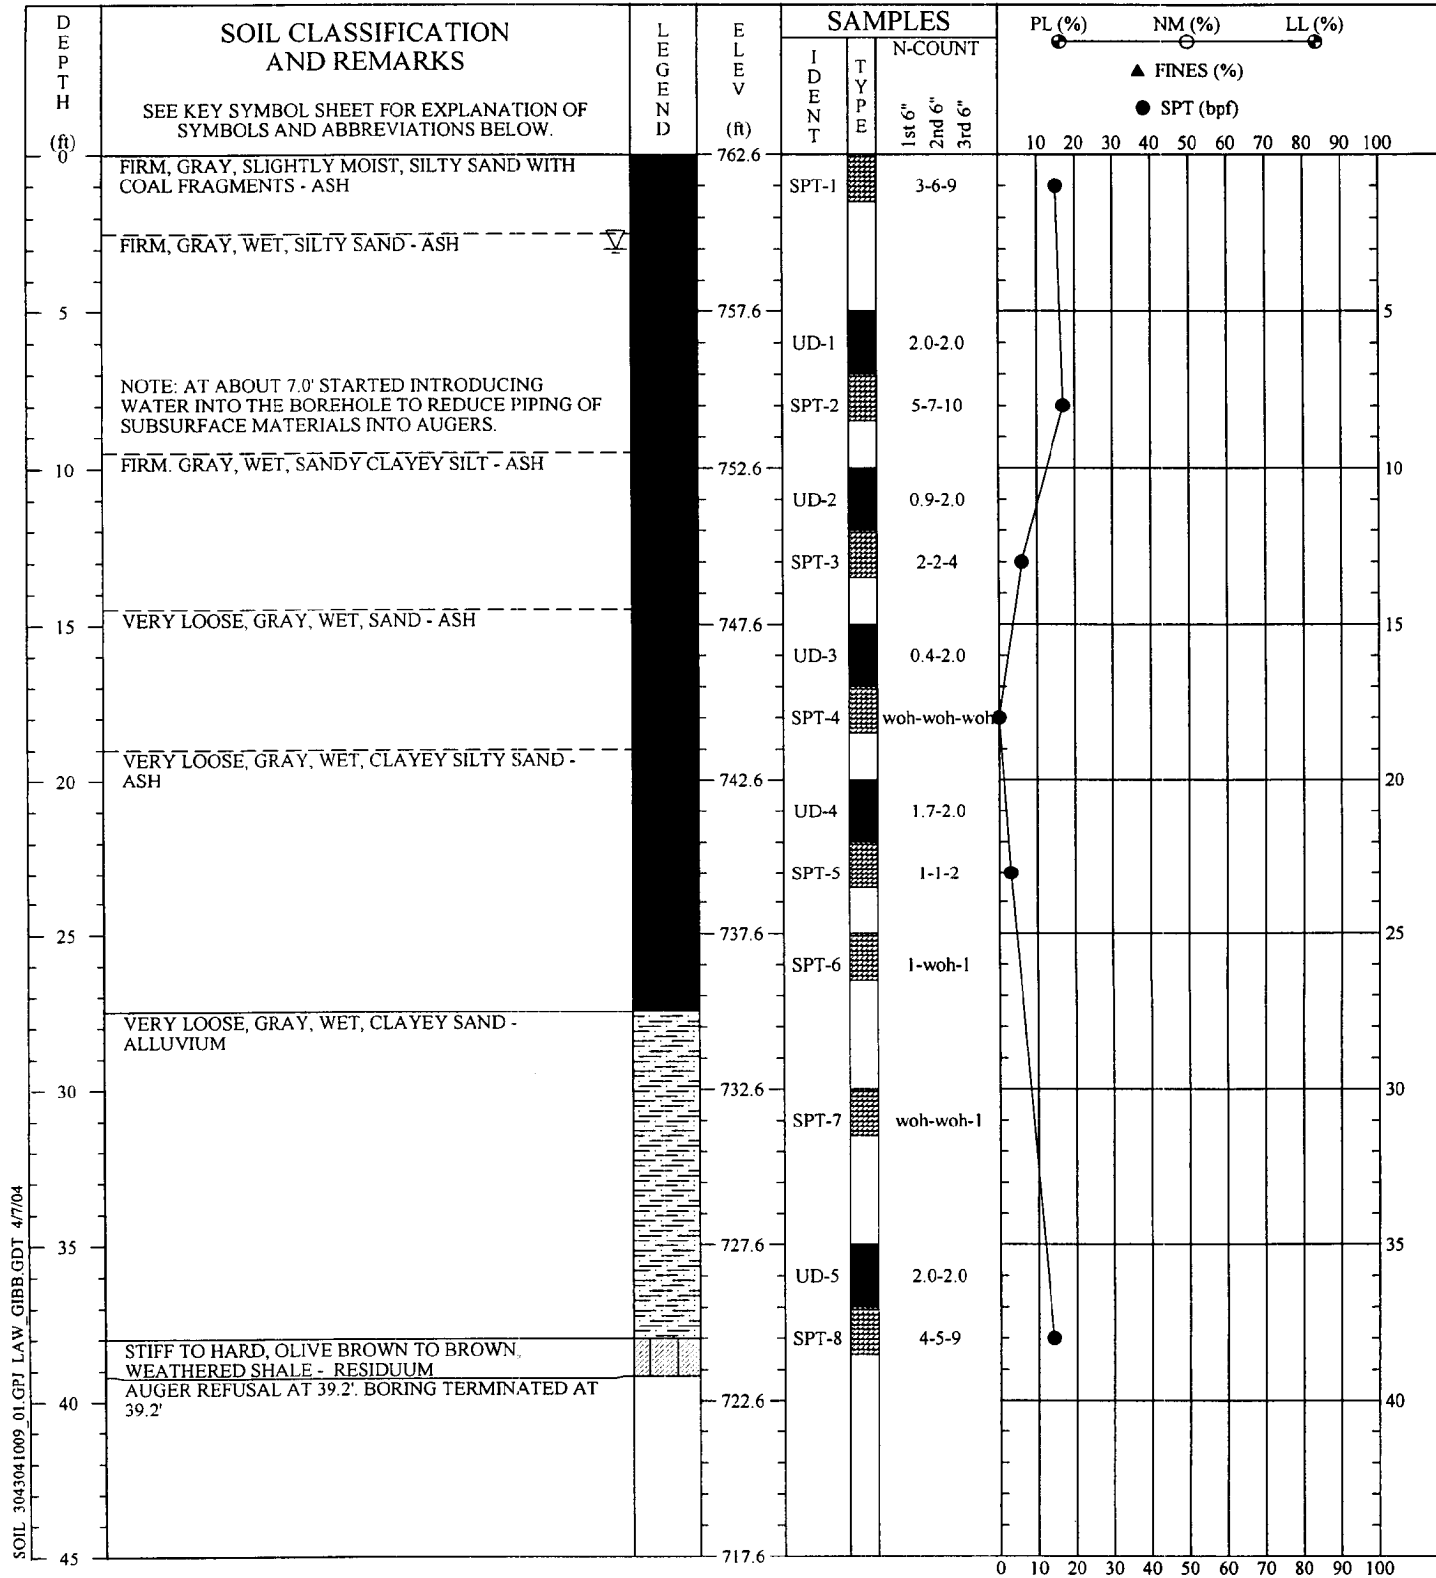 DEPTH
(ft)
SOIL CLASSIFICATION
AND REMARKS
SEE KEY SYMBOL SHEET FOR EXPLANATION OF
SYMBOLS AND ABBREVIATIONS BELOW.
LEGEND
ELEV
(ft)
SAMPLES
IDENT
TYPE
N-COUNT
1st 6"
2nd 6"
3rd 6"
PL (%) NM (%) LL (%)
▲ FINES (%)
● SPT (bpf)
10 20 30 40 50 60 70 80 90 100
0 762.6
FIRM, GRAY, SLIGHTLY MOIST, SILTY SAND WITH
COAL FRAGMENTS - ASH
SPT-1 3-6-9
FIRM, GRAY, WET, SILTY SAND - ASH
5 757.6 5
UD-1 2.0-2.0
NOTE: AT ABOUT 7.0' STARTED INTRODUCING
WATER INTO THE BOREHOLE TO REDUCE PIPING OF
SUBSURFACE MATERIALS INTO AUGERS.
SPT-2 5-7-10
FIRM. GRAY, WET, SANDY CLAYEY SILT - ASH
10 752.6 10
UD-2 0.9-2.0
SPT-3 2-2-4
VERY LOOSE, GRAY, WET, SAND - ASH
15 747.6 15
UD-3 0.4-2.0
SPT-4 woh-woh-woh
VERY LOOSE, GRAY, WET, CLAYEY SILTY SAND -
ASH
20 742.6 20
UD-4 1.7-2.0
SPT-5 1-1-2
25 737.6 25
SPT-6 1-woh-1
VERY LOOSE, GRAY, WET, CLAYEY SAND -
ALLUVIUM
30 732.6 30
SPT-7 woh-woh-1
35 727.6 35
UD-5 2.0-2.0
SPT-8 4-5-9
STIFF TO HARD, OLIVE BROWN TO BROWN,
WEATHERED SHALE - RESIDUUM
AUGER REFUSAL AT 39.2'. BORING TERMINATED AT
39.2'
40 722.6 40
45 717.6
0 10 20 30 40 50 60 70 80 90 100
SOIL 3043041009_01.GPJ LAW_GIBB.GDT 4/7/04